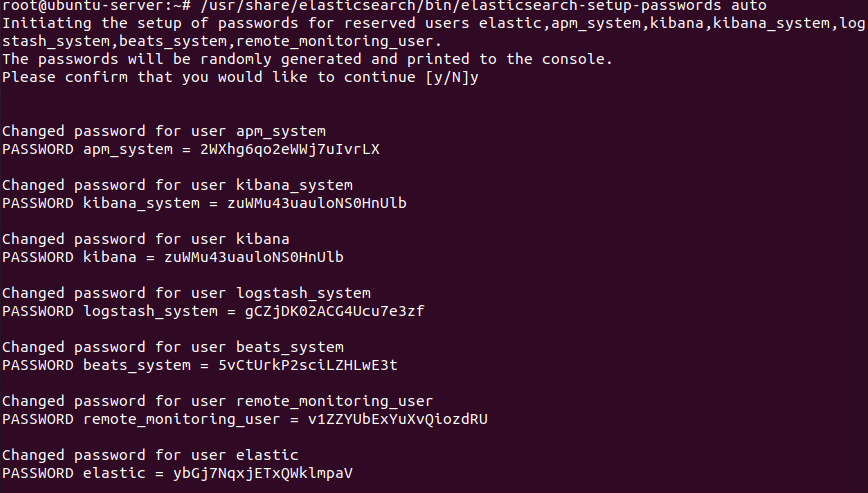 root@ubuntu-server:~# /usr/share/elasticsearch/bin/elasticsearch-setup-passwords auto
Initiating the setup of passwords for reserved users elastic,apm_system,kibana,kibana_system,log
stash_system,beats_system,remote_monitoring_user.
The passwords will be randomly generated and printed to the console.
Please confirm that you would like to continue [y/N]y
Changed password for user apm_system
PASSWORD apm_system = 2WXhg6qo2eWWj7uIvrLX
Changed password for user kibana_system
PASSWORD kibana_system = zuWMu43uauloNS0HnUlb
Changed password for user kibana
PASSWORD kibana = zuWMu43uauloNS0HnUlb
Changed password for user logstash_system
PASSWORD logstash_system = gCZjDK02ACG4Ucu7e3zf
Changed password for user beats_system
PASSWORD beats_system = 5vCtUrkP2sciLZHLwE3t
Changed password for user remote_monitoring_user
PASSWORD remote_monitoring_user = v1ZZYUbExYuXvQiozdRU
Changed password for user elastic
PASSWORD elastic = ybGj7NqxjETxQWklmpaV